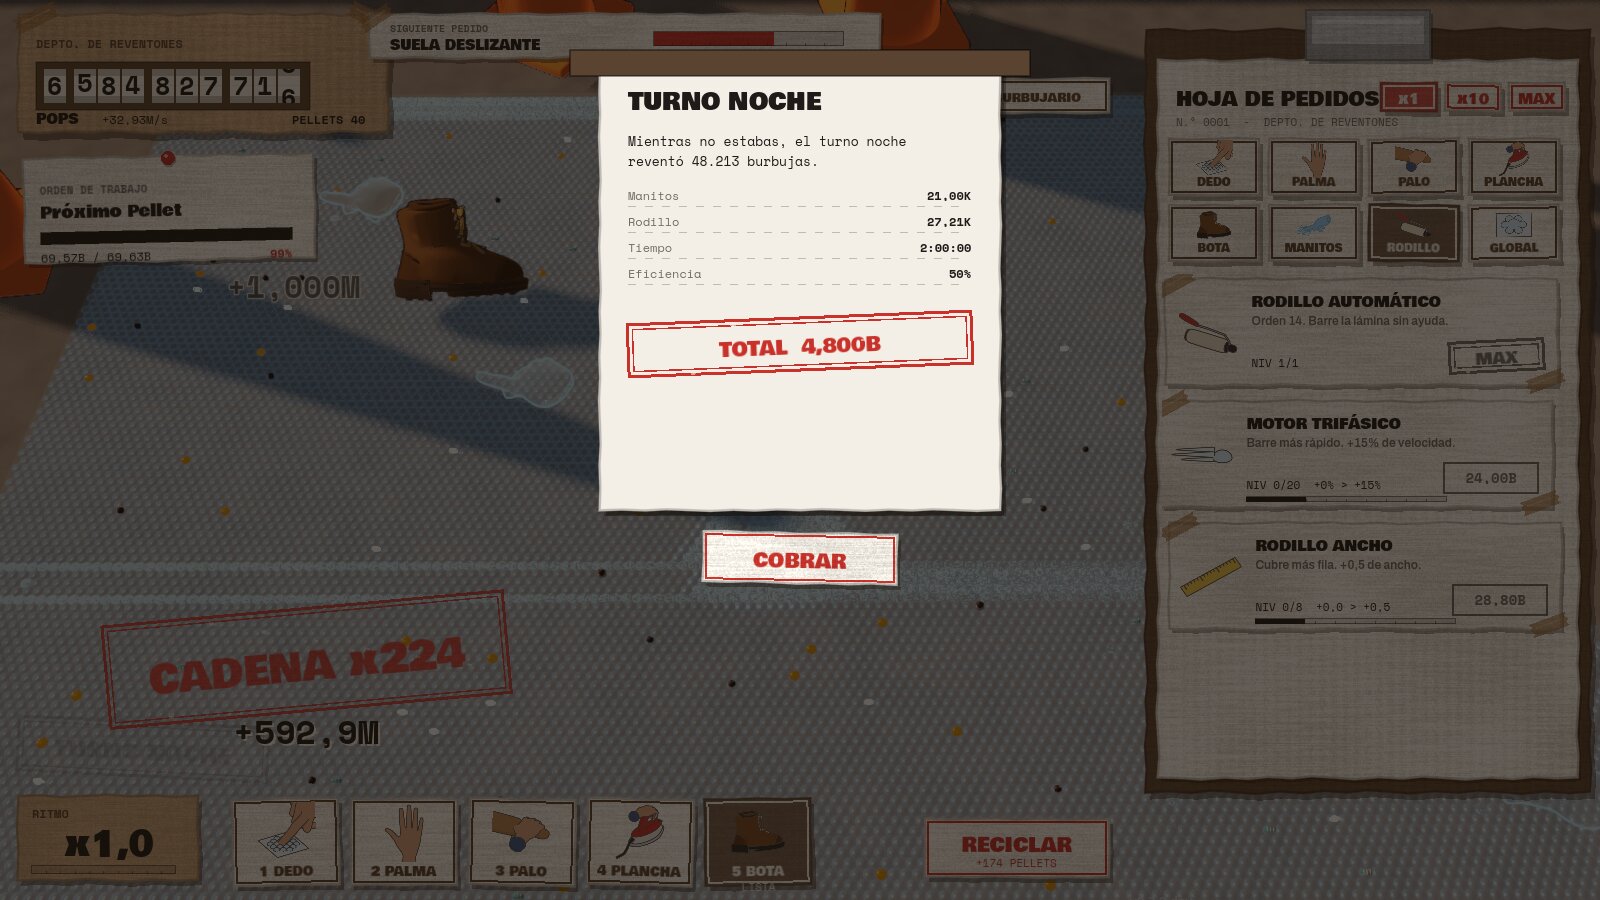 DEPTO. DE REVENTONES
POPS +32,93M/s PELLETS 40
SIGUIENTE PEDIDO
SUELA DESLIZANTE
ORDEN DE TRABAJO
Próximo Pellet
69,57B / 69,63B 99%
+1,000M
TURNO NOCHE
Mientras no estabas, el turno noche
reventó 48.213 burbujas.
Manitos 21,00K
Rodillo 27,21K
Tiempo 2:00:00
Eficiencia 50%
TOTAL 4,800B
COBRAR
HOJA DE PEDIDOS x1 x10 MAX
N.° 0001 - DEPTO. DE REVENTONES
DEDO PALMA PALO PLANCHA
BOTA MANITOS RODILLO GLOBAL
RODILLO AUTOMÁTICO
Orden 14. Barre la lámina sin ayuda.
NIV 1/1 MAX
MOTOR TRIFÁSICO
Barre más rápido. +15% de velocidad.
NIV 0/20 +0% > +15% 24,00B
RODILLO ANCHO
Cubre más fila. +0,5 de ancho.
NIV 0/8 +0,0 > +0,5 28,80B
CADENA x224
+592,9M
RITMO
x1,0
1 DEDO 2 PALMA 3 PALO 4 PLANCHA 5 BOTA
LISTA
RECICLAR
+174 PELLETS